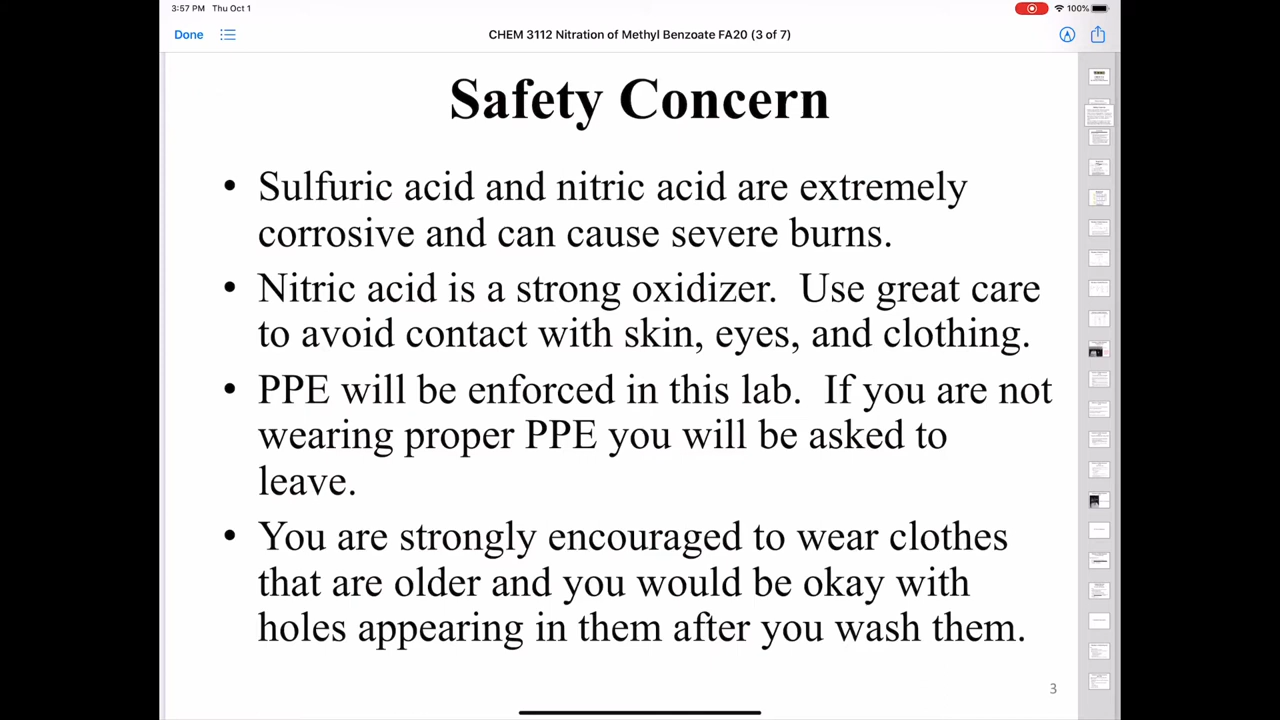 3:57 PM Thu Oct 1
100%
Done
CHEM 3112 Nitration of Methyl Benzoate FA20 (3 of 7)
Safety Concern
• Sulfuric acid and nitric acid are extremely
corrosive and can cause severe burns.
• Nitric acid is a strong oxidizer.  Use great care
to avoid contact with skin, eyes, and clothing.
• PPE will be enforced in this lab.  If you are not
wearing proper PPE you will be asked to
leave.
• You are strongly encouraged to wear clothes
that are older and you would be okay with
holes appearing in them after you wash them.
3